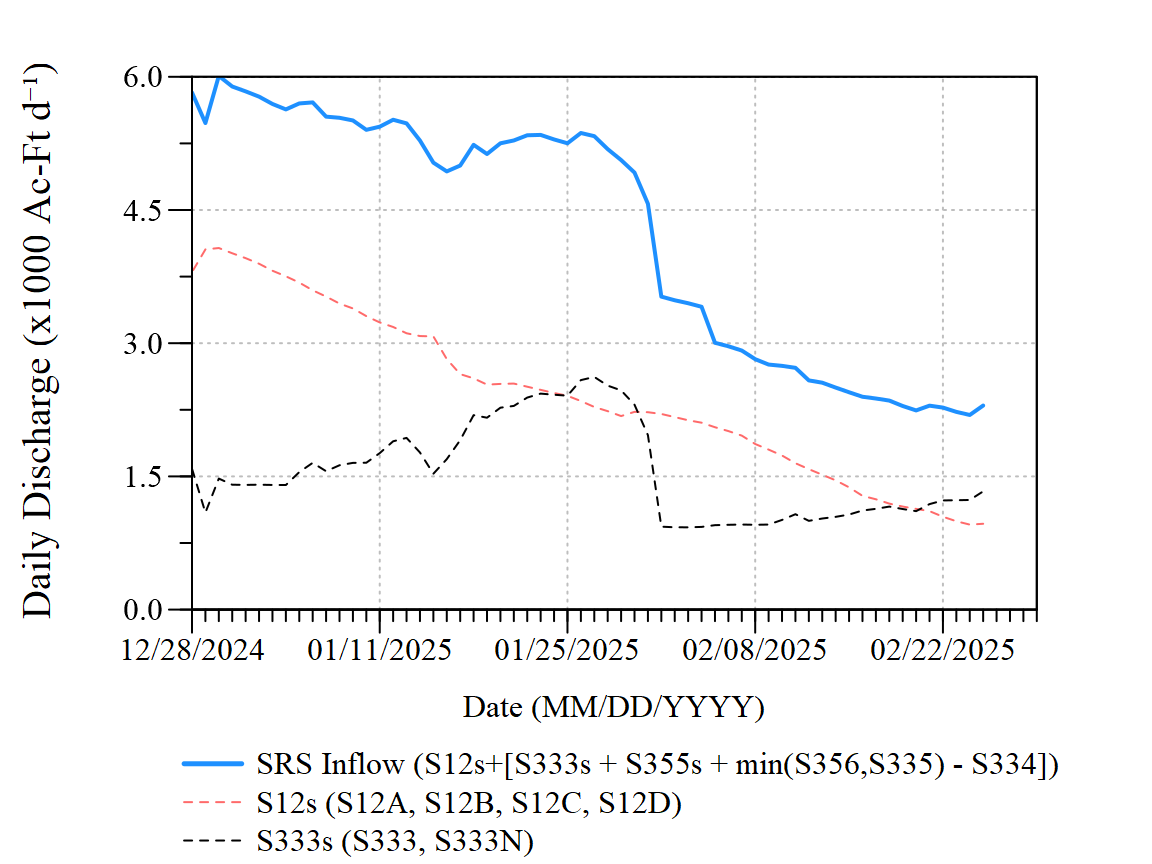 Daily Discharge (x1000 Ac-Ft d⁻¹)
6.0
4.5
3.0
1.5
0.0
12/28/2024 01/11/2025 01/25/2025 02/08/2025 02/22/2025
Date (MM/DD/YYYY)
SRS Inflow (S12s+[S333s + S355s + min(S356,S335) - S334])
S12s (S12A, S12B, S12C, S12D)
S333s (S333, S333N)